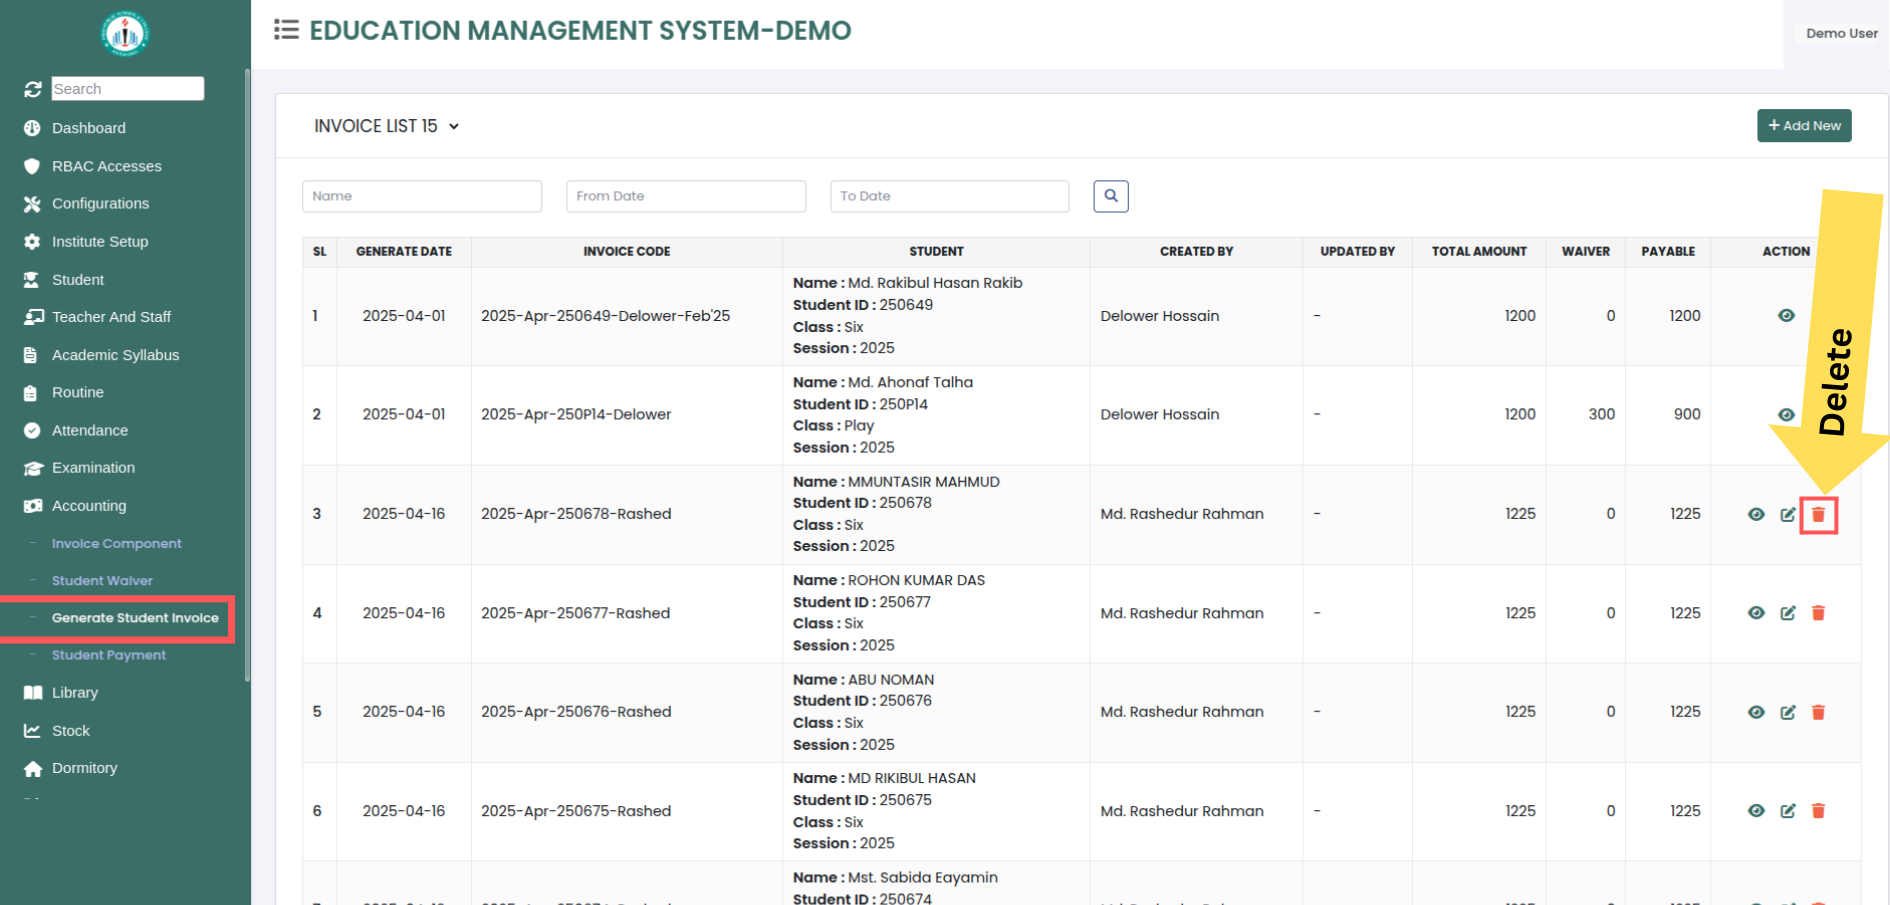 EDUCATION MANAGEMENT SYSTEM-DEMO
Demo User
Search
Dashboard
RBAC Accesses
Configurations
Institute Setup
Student
Teacher And Staff
Academic Syllabus
Routine
Attendance
Examination
Accounting
- Invoice Component
- Student Waiver
- Generate Student Invoice
- Student Payment
Library
Stock
Dormitory
INVOICE LIST 15
+ Add New
Name From Date To Date
SL GENERATE DATE INVOICE CODE STUDENT CREATED BY UPDATED BY TOTAL AMOUNT WAIVER PAYABLE ACTION
Name : Md. Rakibul Hasan Rakib
Student ID : 250649
1 2025-04-01 2025-Apr-250649-Delower-Feb'25 Delower Hossain - 1200 0 1200
Class : Six
Session : 2025
Name : Md. Ahonaf Talha
Student ID : 250P14
2 2025-04-01 2025-Apr-250P14-Delower Delower Hossain - 1200 300 900
Class : Play
Session : 2025
Delete
Name : MMUNTASIR MAHMUD
Student ID : 250678
3 2025-04-16 2025-Apr-250678-Rashed Md. Rashedur Rahman - 1225 0 1225
Class : Six
Session : 2025
Name : ROHON KUMAR DAS
Student ID : 250677
4 2025-04-16 2025-Apr-250677-Rashed Md. Rashedur Rahman - 1225 0 1225
Class : Six
Session : 2025
Name : ABU NOMAN
Student ID : 250676
5 2025-04-16 2025-Apr-250676-Rashed Md. Rashedur Rahman - 1225 0 1225
Class : Six
Session : 2025
Name : MD RIKIBUL HASAN
Student ID : 250675
6 2025-04-16 2025-Apr-250675-Rashed Md. Rashedur Rahman - 1225 0 1225
Class : Six
Session : 2025
Name : Mst. Sabida Eayamin
Student ID : 250674